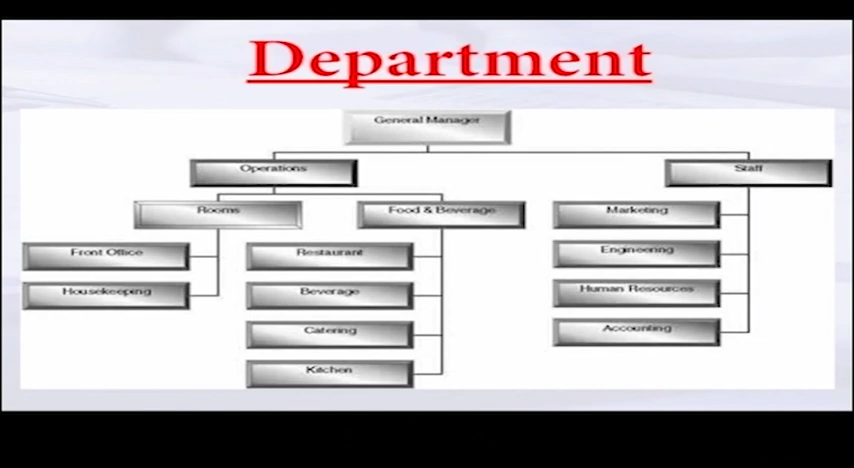 Department
General Manager
Operations
Staff
Rooms
Food & Beverage
Marketing
Front Office
Restaurant
Engineering
Housekeeping
Beverage
Human Resources
Catering
Accounting
Kitchen